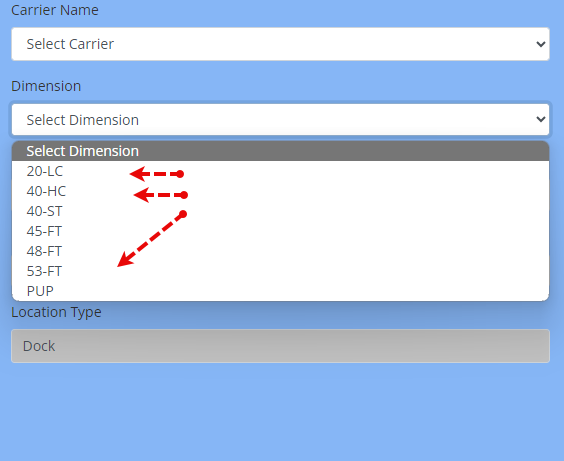 Carrier Name
Select Carrier
Dimension
Select Dimension
Select Dimension
20-LC
40-HC
40-ST
45-FT
48-FT
53-FT
PUP
Location Type
Dock